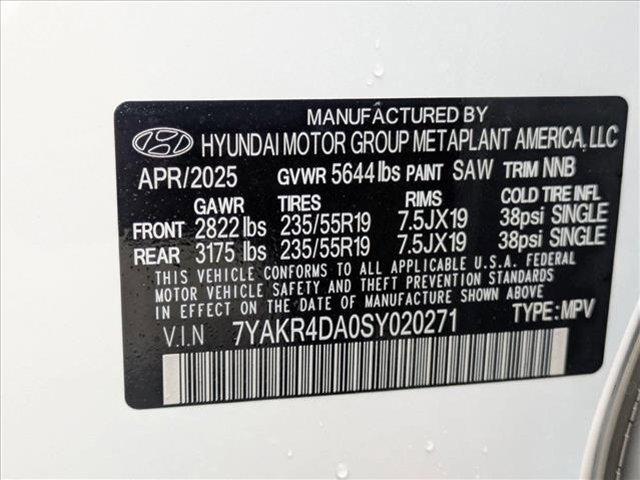 MANUFACTURED BY
HYUNDAI MOTOR GROUP METAPLANT AMERICA, LLC
APR/2025 GVWR 5644 lbs PAINT SAW TRIM NNB
GAWR TIRES RIMS COLD TIRE INFL
FRONT 2822 lbs 235/55R19 7.5JX19 38psi SINGLE
REAR 3175 lbs 235/55R19 7.5JX19 38psi SINGLE
THIS VEHICLE CONFORMS TO ALL APPLICABLE U.S.A. FEDERAL
MOTOR VEHICLE SAFETY, BUMPER, AND THEFT PREVENTION STANDARDS
IN EFFECT ON THE DATE OF MANUFACTURE SHOWN ABOVE.
V.I.N 7YAKR4DA0SY020271 TYPE: MPV